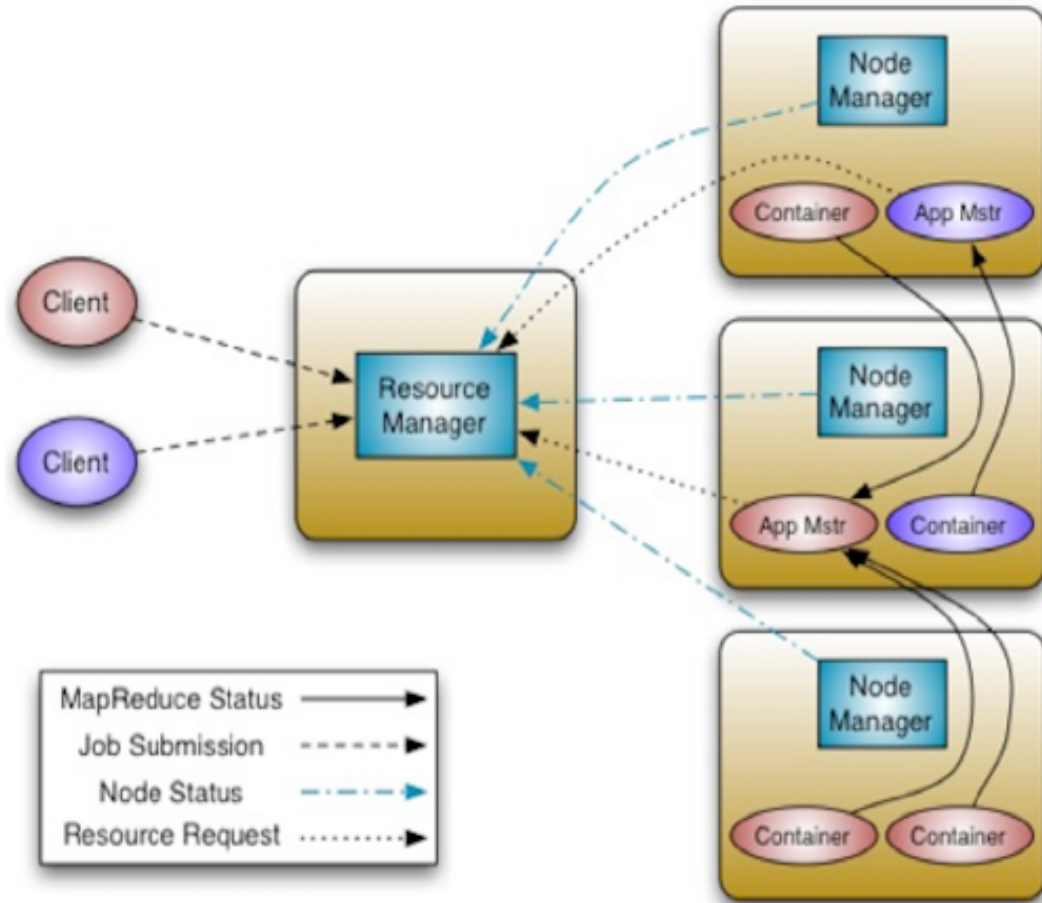 Node
Manager
Container
App Mstr
Client
Resource
Manager
Node
Manager
Client
App Mstr
Container
Node
Manager
MapReduce Status
Job Submission
Node Status
Resource Request
Container
Container